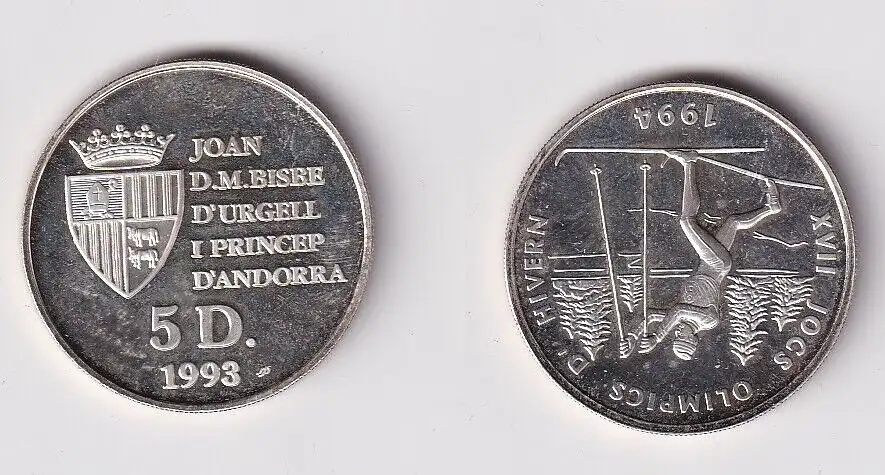 JOAN
D.M.BISBE
D'URGELL
I PRINCEP
D'ANDORRA
5 D.
1993
XVII JOCS OLIMPICS D'HIVERN
1994